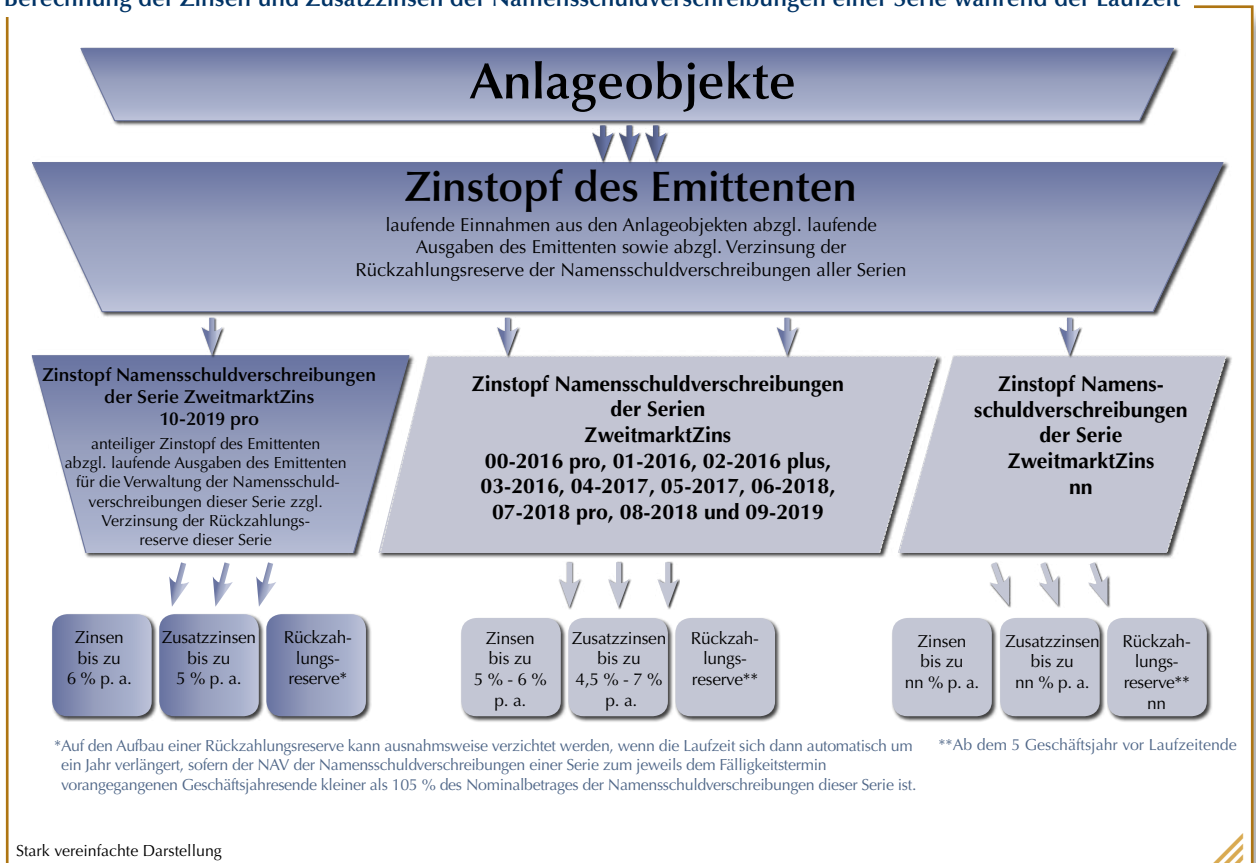 Berechnung der Zinsen und Zusatzzinsen der Namensschuldverschreibungen einer Serie während der Laufzeit
Anlageobjekte
Zinstopf des Emittenten
laufende Einnahmen aus den Anlageobjekten abzgl. laufende
Ausgaben des Emittenten sowie abzgl. Verzinsung der
Rückzahlungsreserve der Namensschuldverschreibungen aller Serien
Zinstopf Namensschuldverschreibungen
der Serie ZweitmarktZins
10-2019 pro
anteiliger Zinstopf des Emittenten
abzgl. laufende Ausgaben des Emittenten
für die Verwaltung der Namensschuld-
verschreibungen dieser Serie zzgl.
Verzinsung der Rückzahlungs-
reserve dieser Serie
Zinstopf Namensschuldverschreibungen
der Serien
ZweitmarktZins
00-2016 pro, 01-2016, 02-2016 plus,
03-2016, 04-2017, 05-2017, 06-2018,
07-2018 pro, 08-2018 und 09-2019
Zinstopf Namens-
schuldverschreibungen
der Serie
ZweitmarktZins
nn
Zinsen
bis zu
6 % p. a.
Zusatzzinsen
bis zu
5 % p. a.
Rückzah-
lungs-
reserve*
Zinsen
bis zu
5 % - 6 %
p. a.
Zusatzzinsen
bis zu
4,5 % - 7 %
p. a.
Rückzah-
lungs-
reserve**
Zinsen
bis zu
nn % p. a.
Zusatzzinsen
bis zu
nn % p. a.
Rückzah-
lungs-
reserve**
nn
*Auf den Aufbau einer Rückzahlungsreserve kann ausnahmsweise verzichtet werden, wenn die Laufzeit sich dann automatisch um
ein Jahr verlängert, sofern der NAV der Namensschuldverschreibungen einer Serie zum jeweils dem Fälligkeitstermin
vorangegangenen Geschäftsjahresende kleiner als 105 % des Nominalbetrages der Namensschuldverschreibungen dieser Serie ist.
**Ab dem 5 Geschäftsjahr vor Laufzeitende
Stark vereinfachte Darstellung